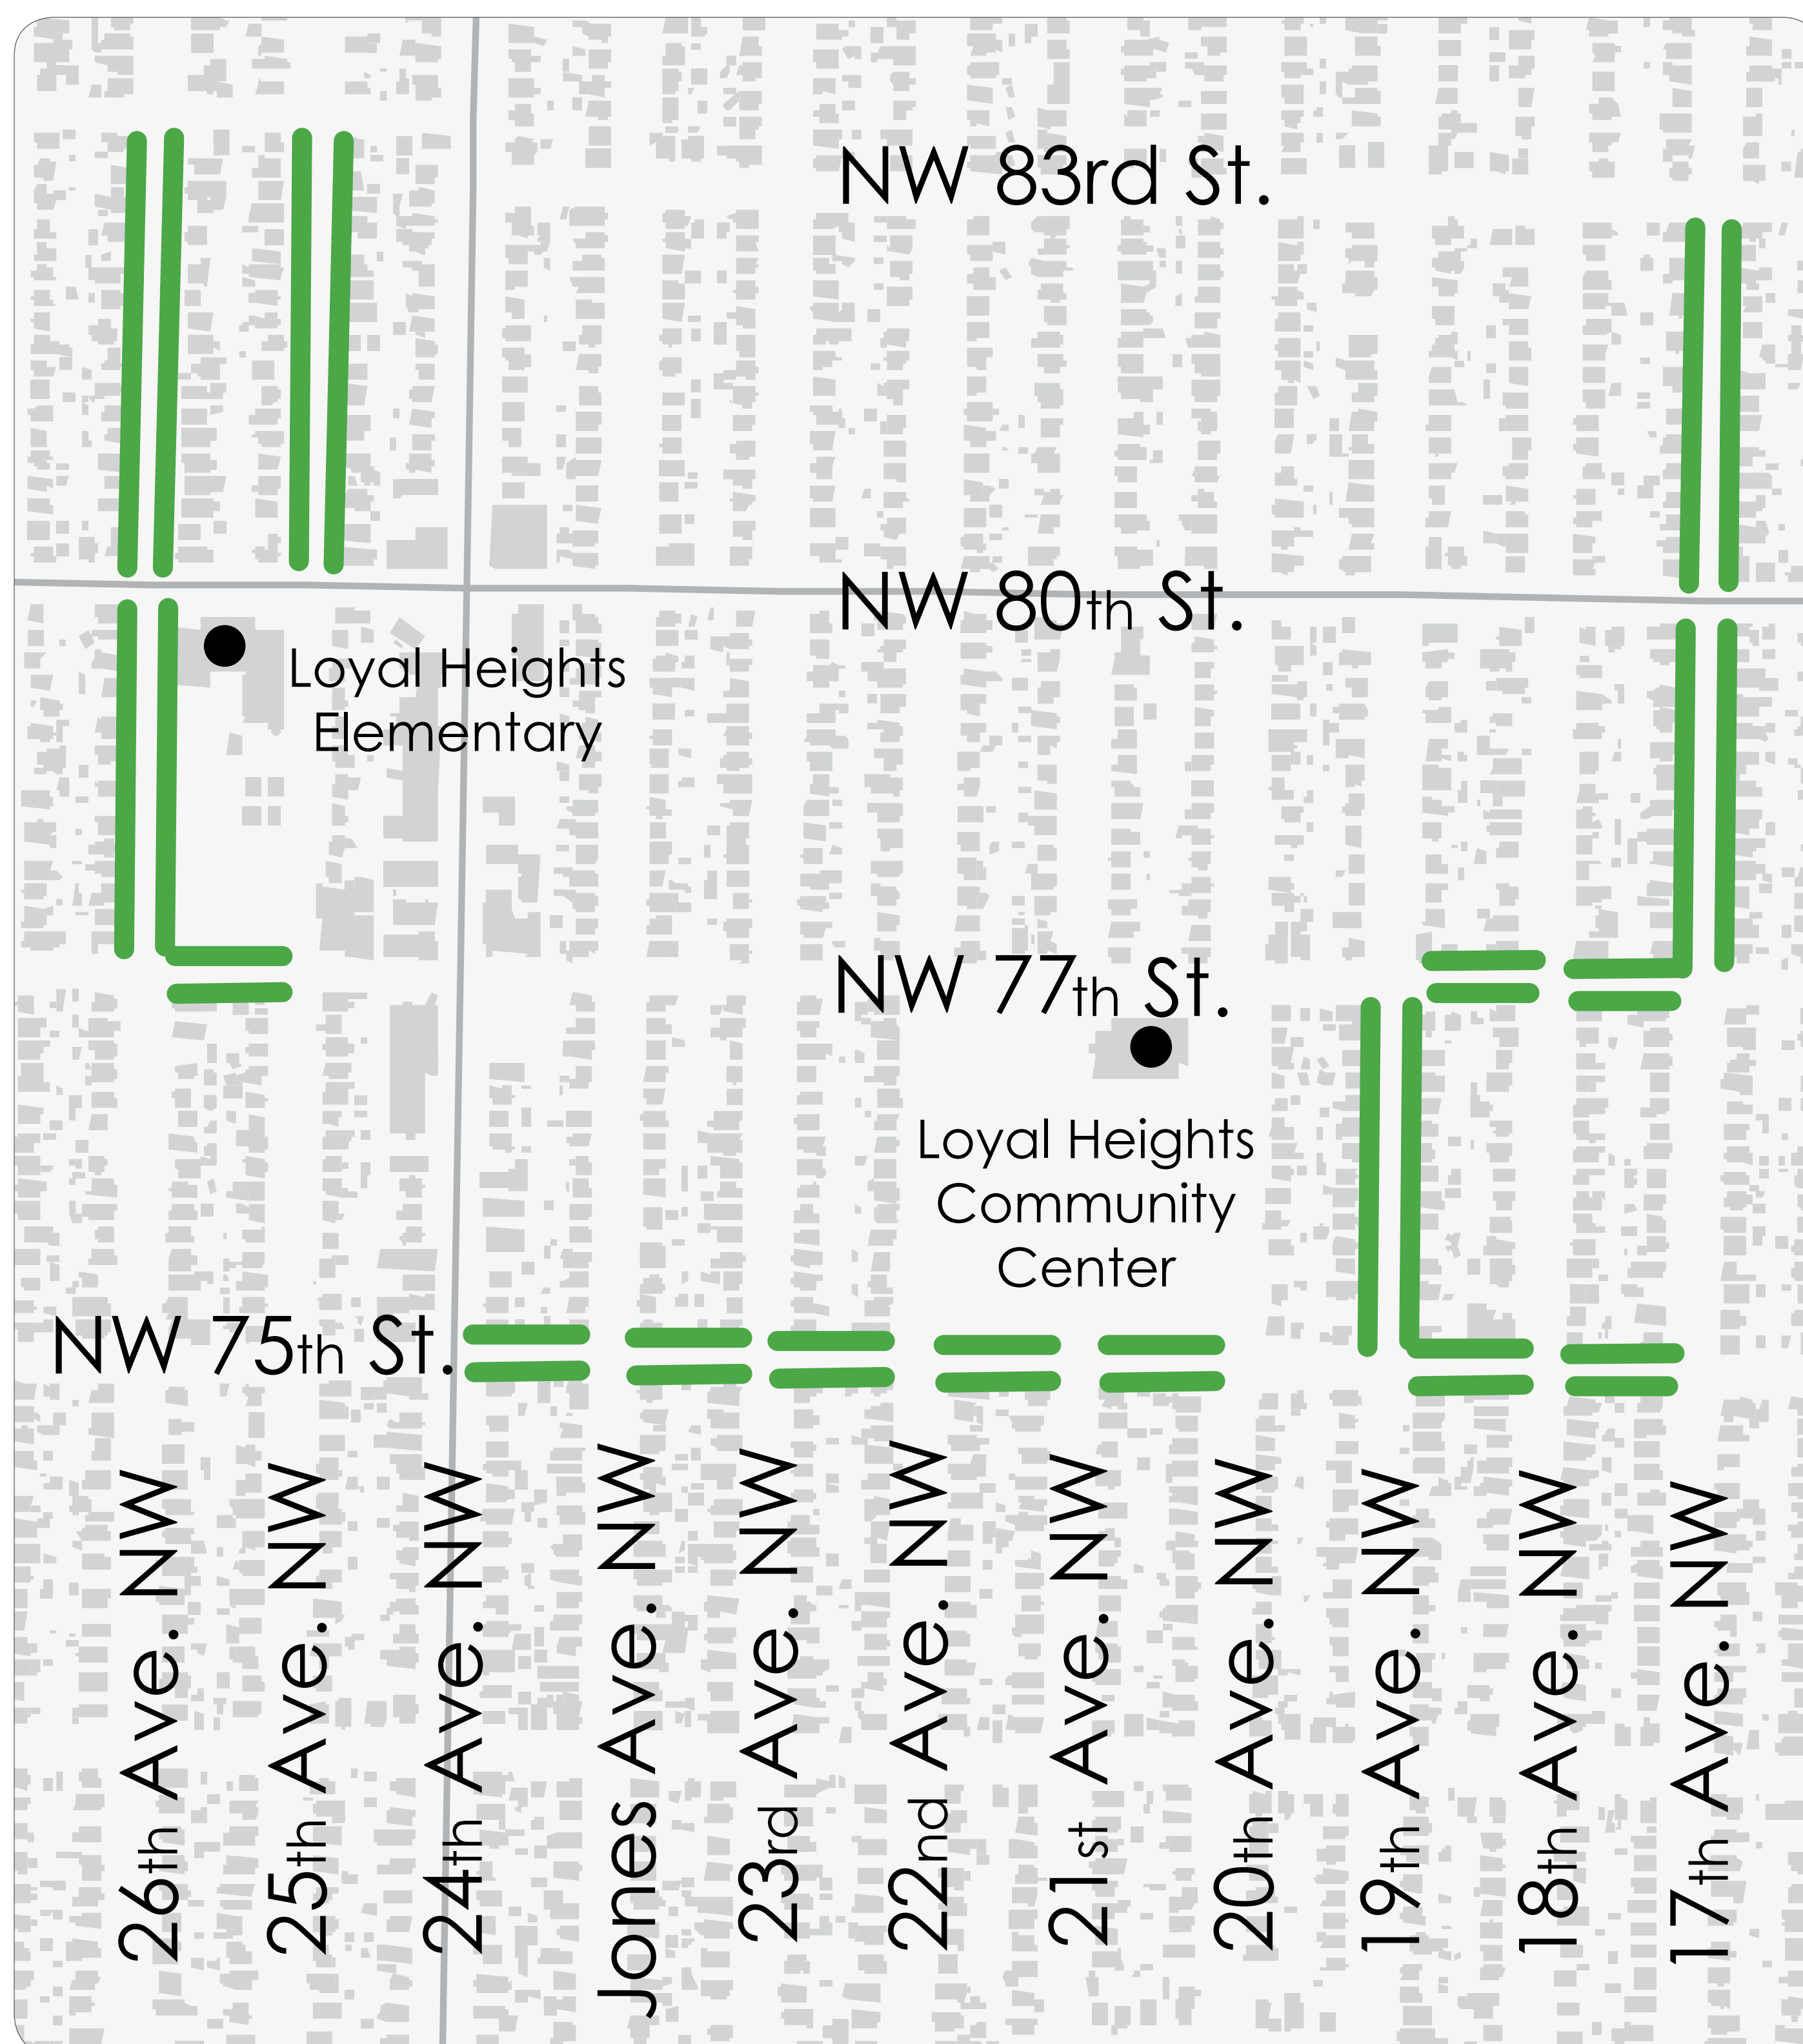 NW 83rd St.
NW 80th St.
Loyal Heights
Elementary
NW 77th St.
Loyal Heights
Community
Center
NW 75th St.
26th Ave. NW
25th Ave. NW
24th Ave. NW
Jones Ave. NW
23rd Ave. NW
22nd Ave. NW
21st Ave. NW
20th Ave. NW
19th Ave. NW
18th Ave. NW
17th Ave. NW